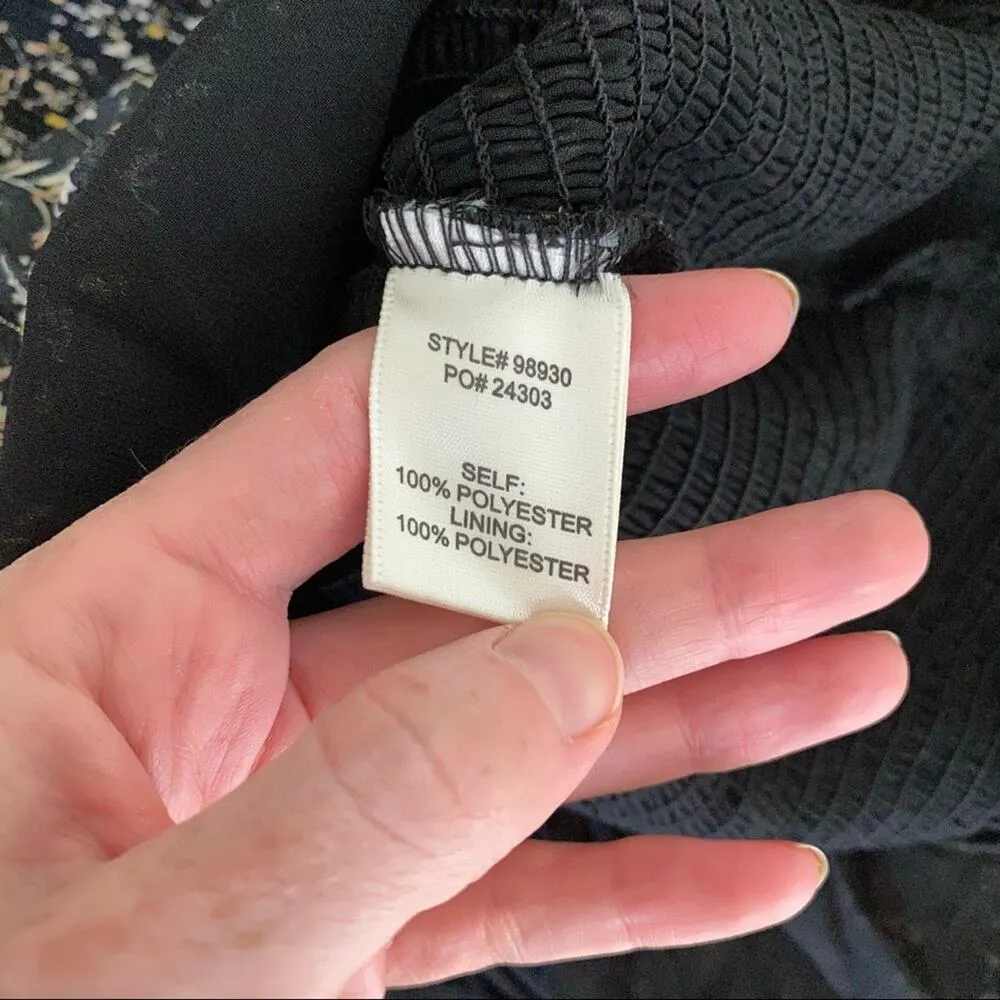 STYLE# 98930
PO# 24303
SELF:
100% POLYESTER
LINING:
100% POLYESTER